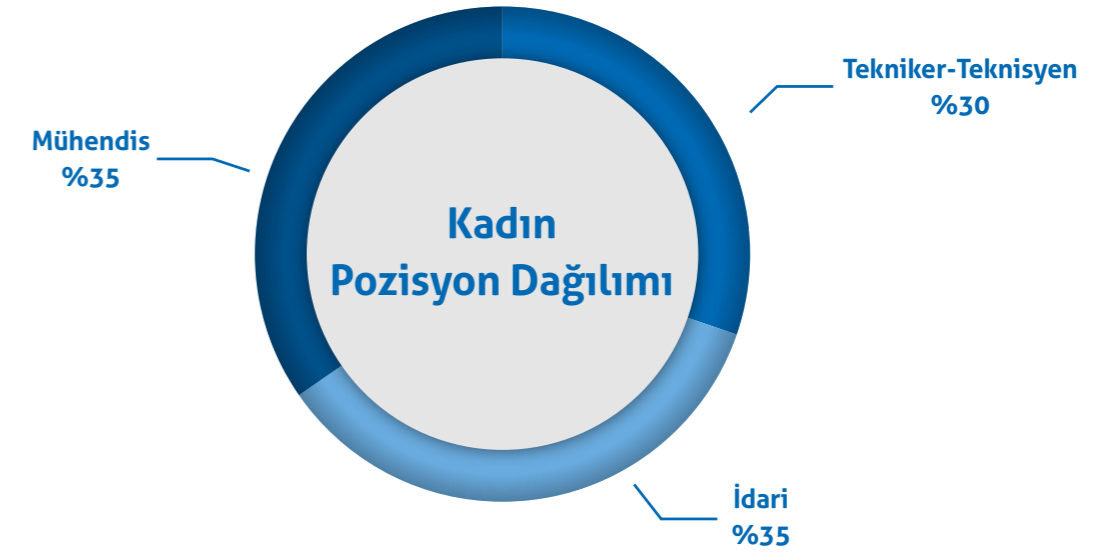 Tekniker-Teknisyen
%30
Mühendis
%35
Kadın
Pozisyon Dağılımı
İdari
%35